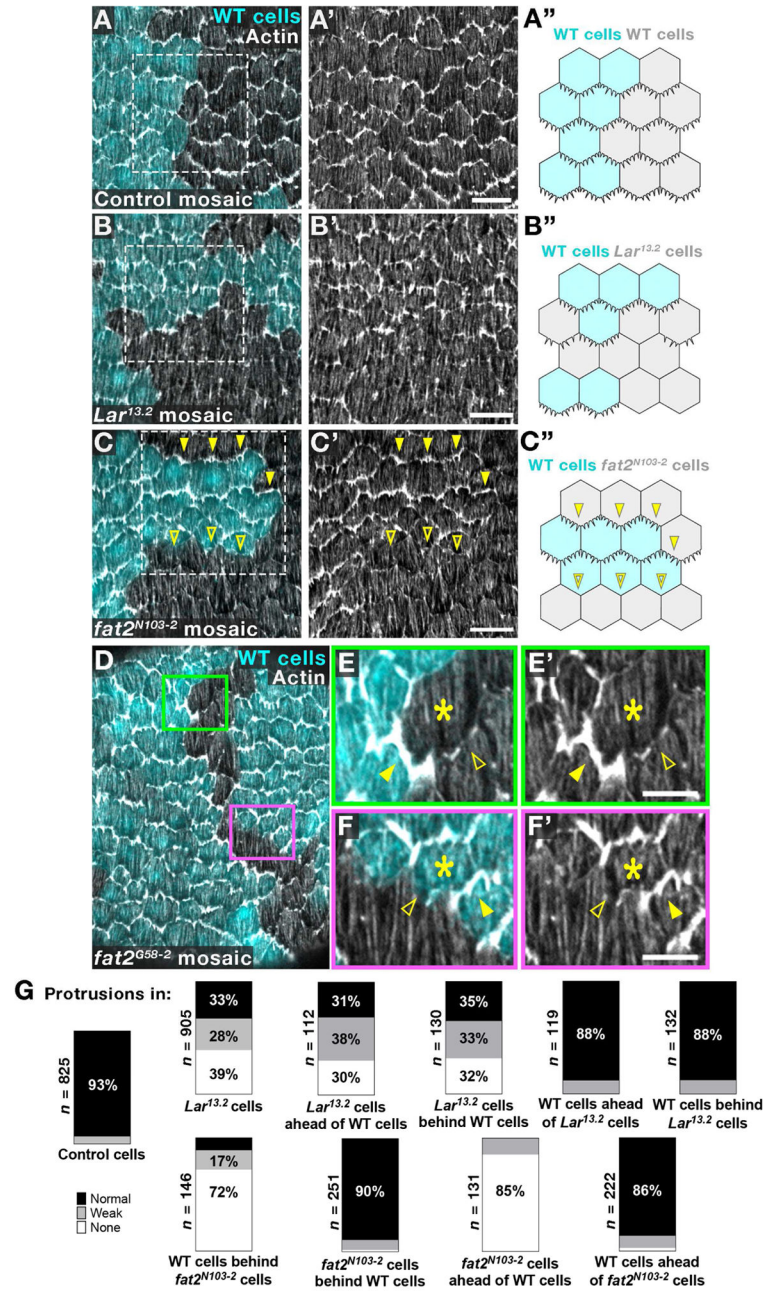 A
WT cells
Actin
Control mosaic
A'
A"
WT cells WT cells
B
Lar13.2 mosaic
B'
B"
WT cells Lar13.2 cells
C
fat2N103-2 mosaic
C'
C"
WT cells fat2N103-2 cells
D
WT cells
Actin
fat2G58-2 mosaic
E
*
E'
*
F
*
F'
*
G Protrusions in:
n = 825
93%
Control cells
n = 905
33%
28%
39%
Lar13.2 cells
n = 112
31%
38%
30%
Lar13.2 cells
ahead of WT cells
n = 130
35%
33%
32%
Lar13.2 cells
behind WT cells
n = 119
88%
WT cells ahead
of Lar13.2 cells
n = 132
88%
WT cells behind
Lar13.2 cells
Normal
Weak
None
n = 146
17%
72%
WT cells behind
fat2N103-2 cells
n = 251
90%
fat2N103-2 cells
behind WT cells
n = 131
85%
fat2N103-2 cells
ahead of WT cells
n = 222
86%
WT cells ahead
of fat2N103-2 cells